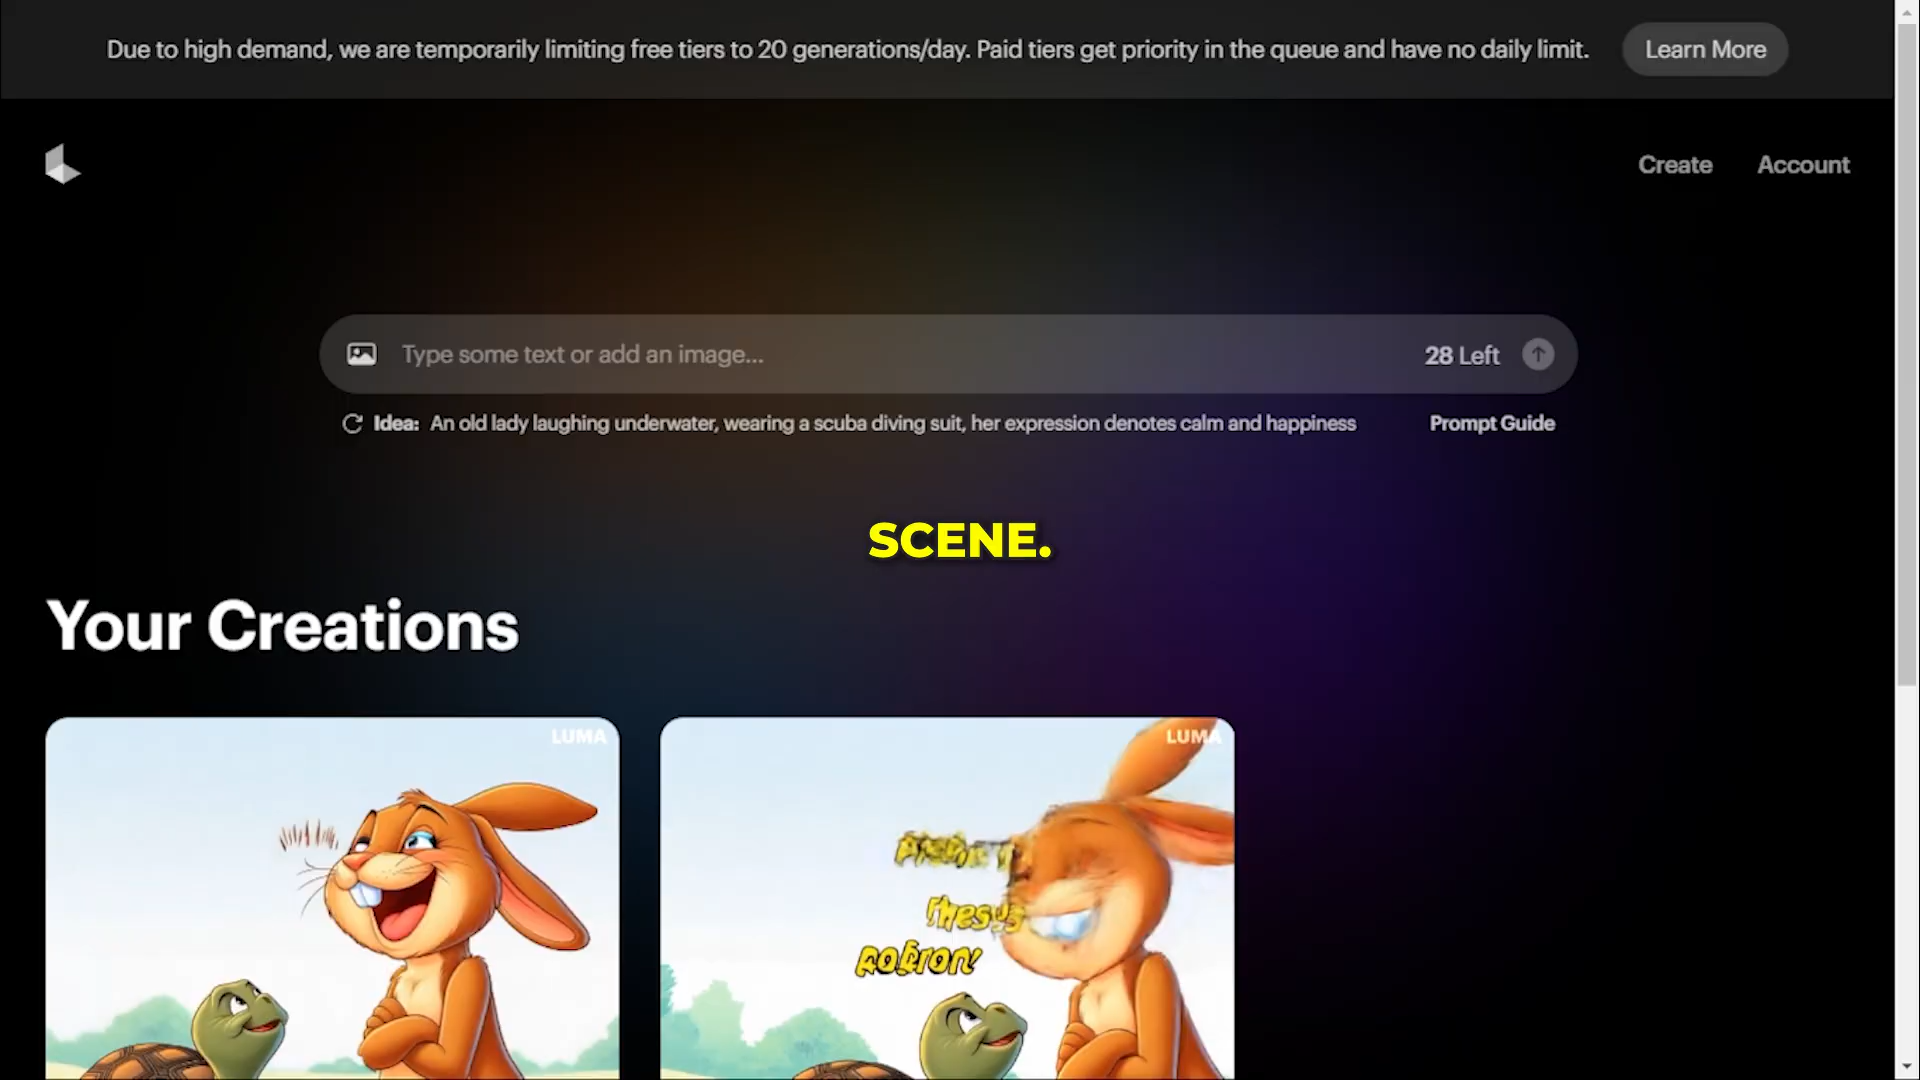 Due to high demand, we are temporarily limiting free tiers to 20 generations/day. Paid tiers get priority in the queue and have no daily limit.
Learn More
Create
Account
Type some text or add an image...
28 Left
Idea: An old lady laughing underwater, wearing a scuba diving suit, her expression denotes calm and happiness
Prompt Guide
SCENE.
Your Creations
LUMA
LUMA